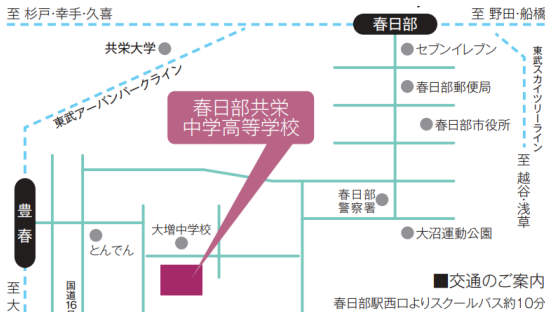 至 杉戸・幸手・久喜
春日部
至 野田・船橋
共栄大学
セブンイレブン
東武スカイツリーライン
東武アーバンパークライン
春日部郵便局
春日部共栄
中学高等学校
春日部市役所
至 越谷・浅草
豊春
春日部
警察署
大増中学校
とんでん
大沼運動公園
至 大
国道16
■交通のご案内
春日部駅西口よりスクールバス約10分